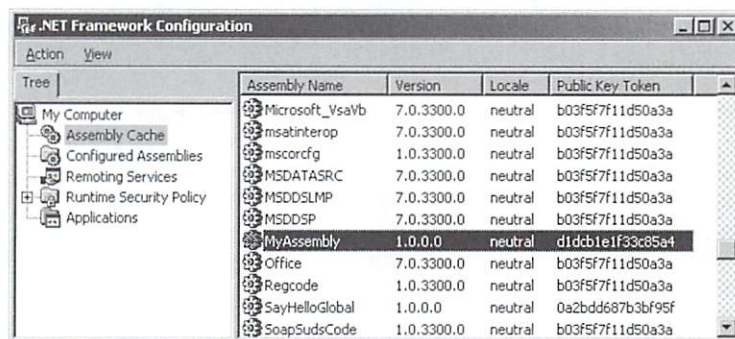 .NET Framework Configuration
Action View
Tree
My Computer
Assembly Cache
Configured Assemblies
Remoting Services
Runtime Security Policy
Applications
Assembly Name Version Locale Public Key Token
Microsoft_VsaVb 7.0.3300.0 neutral b03f5f7f11d50a3a
msatinterop 7.0.3300.0 neutral b03f5f7f11d50a3a
mscorcfg 1.0.3300.0 neutral b03f5f7f11d50a3a
MSDATASRC 7.0.3300.0 neutral b03f5f7f11d50a3a
MSDDSLMP 7.0.3300.0 neutral b03f5f7f11d50a3a
MSDDSP 7.0.3300.0 neutral b03f5f7f11d50a3a
MyAssembly 1.0.0.0 neutral d1dcb1e1f33c85a4
Office 7.0.3300.0 neutral b03f5f7f11d50a3a
Regcode 1.0.3300.0 neutral b03f5f7f11d50a3a
SayHelloGlobal 1.0.0.0 neutral 0a2bdd687b3bf95f
SoapSudsCode 1.0.3300.0 neutral b03f5f7f11d50a3a